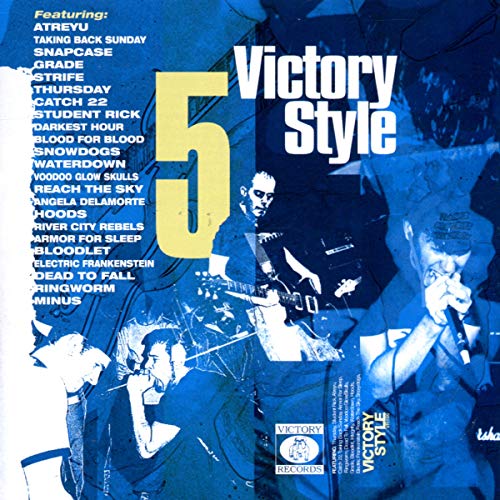 Featuring:
ATREYU
TAKING BACK SUNDAY
SNAPCASE
GRADE
STRIFE
THURSDAY
CATCH 22
STUDENT RICK
DARKEST HOUR
BLOOD FOR BLOOD
SNOWDOGS
WATERDOWN
VOODOO GLOW SKULLS
REACH THE SKY
ANGELA DELAMORTE
HOODS
RIVER CITY REBELS
ARMOR FOR SLEEP
BLOODLET
ELECTRIC FRANKENSTEIN
DEAD TO FALL
RINGWORM
MINUS
5
Victory
Style
VICTORY
RECORDS
VICTORY
STYLE